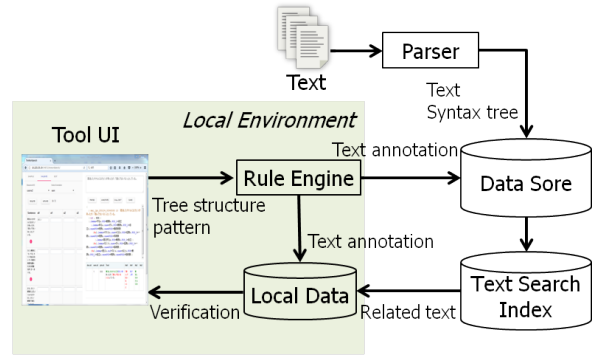 Text
Parser
Text
Syntax tree
Local Environment
Tool UI
Text annotation
Rule Engine
Data Sore
Tree structure
pattern
Text annotation
Local Data
Text Search
Index
Verification
Related text